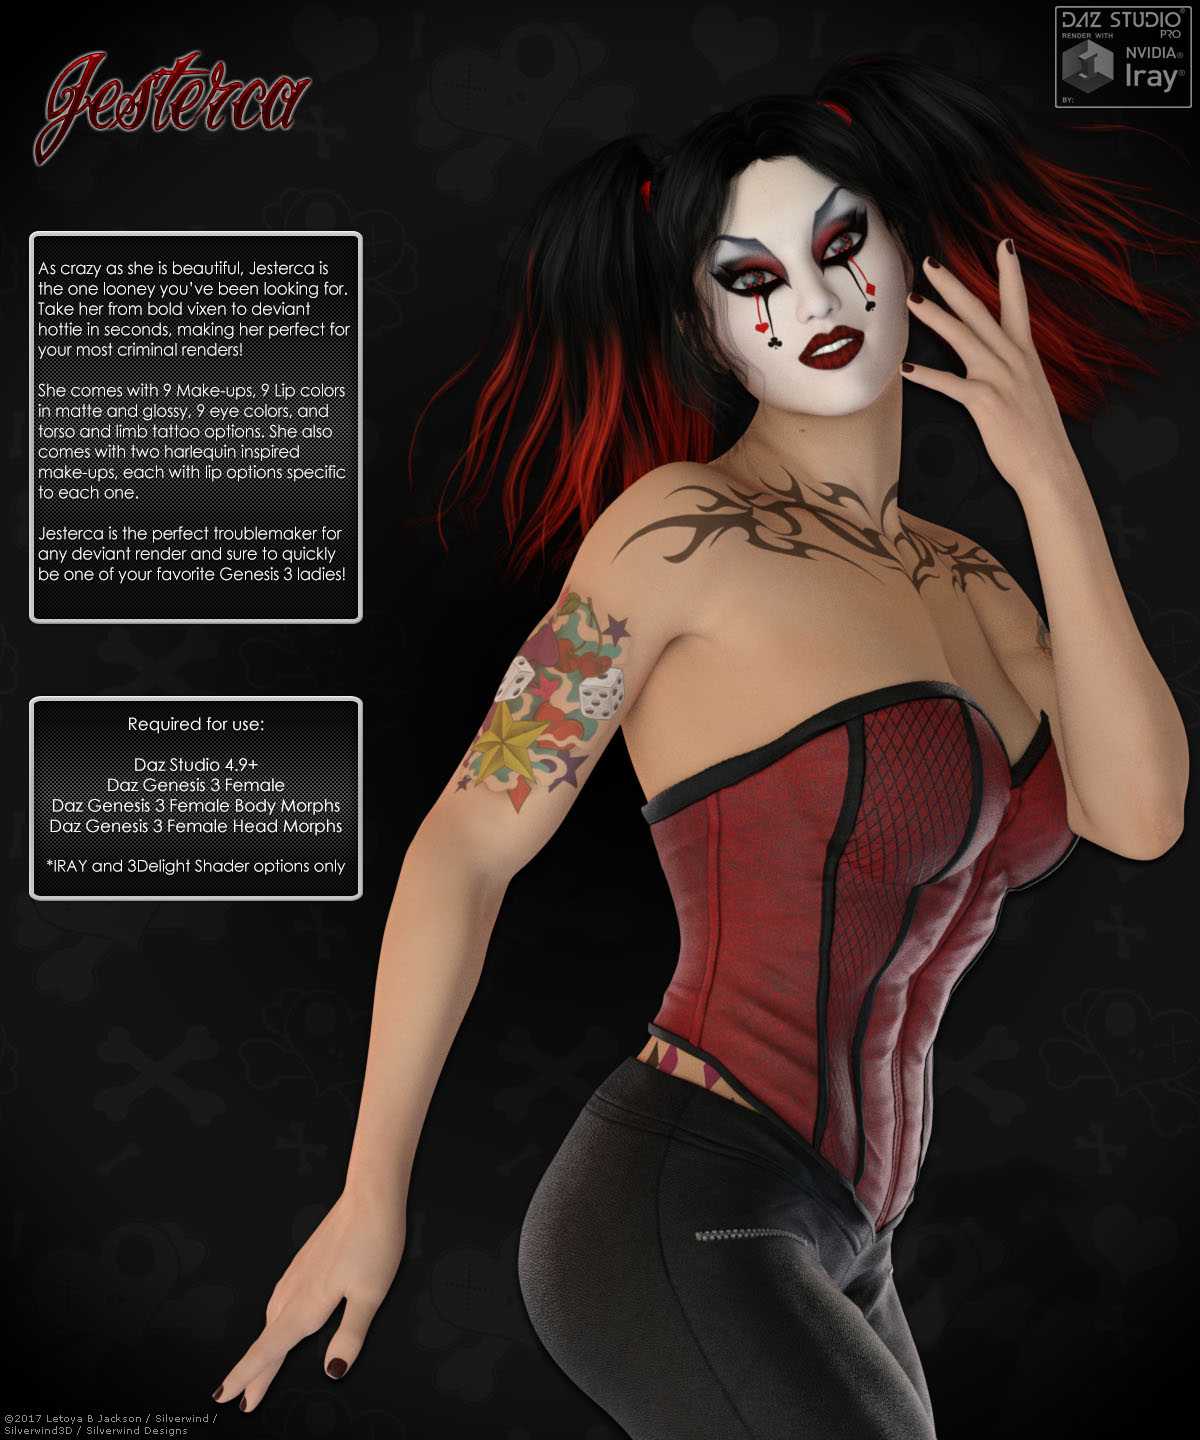 Jesterca
DAZ STUDIO®
PRO
RENDER WITH
NVIDIA®
Iray®
BY:
As crazy as she is beautiful, Jesterca is
the one looney you’ve been looking for.
Take her from bold vixen to deviant
hottie in seconds, making her perfect for
your most criminal renders!
She comes with 9 Make-ups, 9 Lip colors
in matte and glossy, 9 eye colors, and
torso and limb tattoo options. She also
comes with two harlequin inspired
make-ups, each with lip options specific
to each one.
Jesterca is the perfect troublemaker for
any deviant render and sure to quickly
be one of your favorite Genesis 3 ladies!
Required for use:
Daz Studio 4.9+
Daz Genesis 3 Female
Daz Genesis 3 Female Body Morphs
Daz Genesis 3 Female Head Morphs
*IRAY and 3Delight Shader options only
©2017 Letoya B Jackson / Silverwind /
Silverwind3D / Silverwind Designs